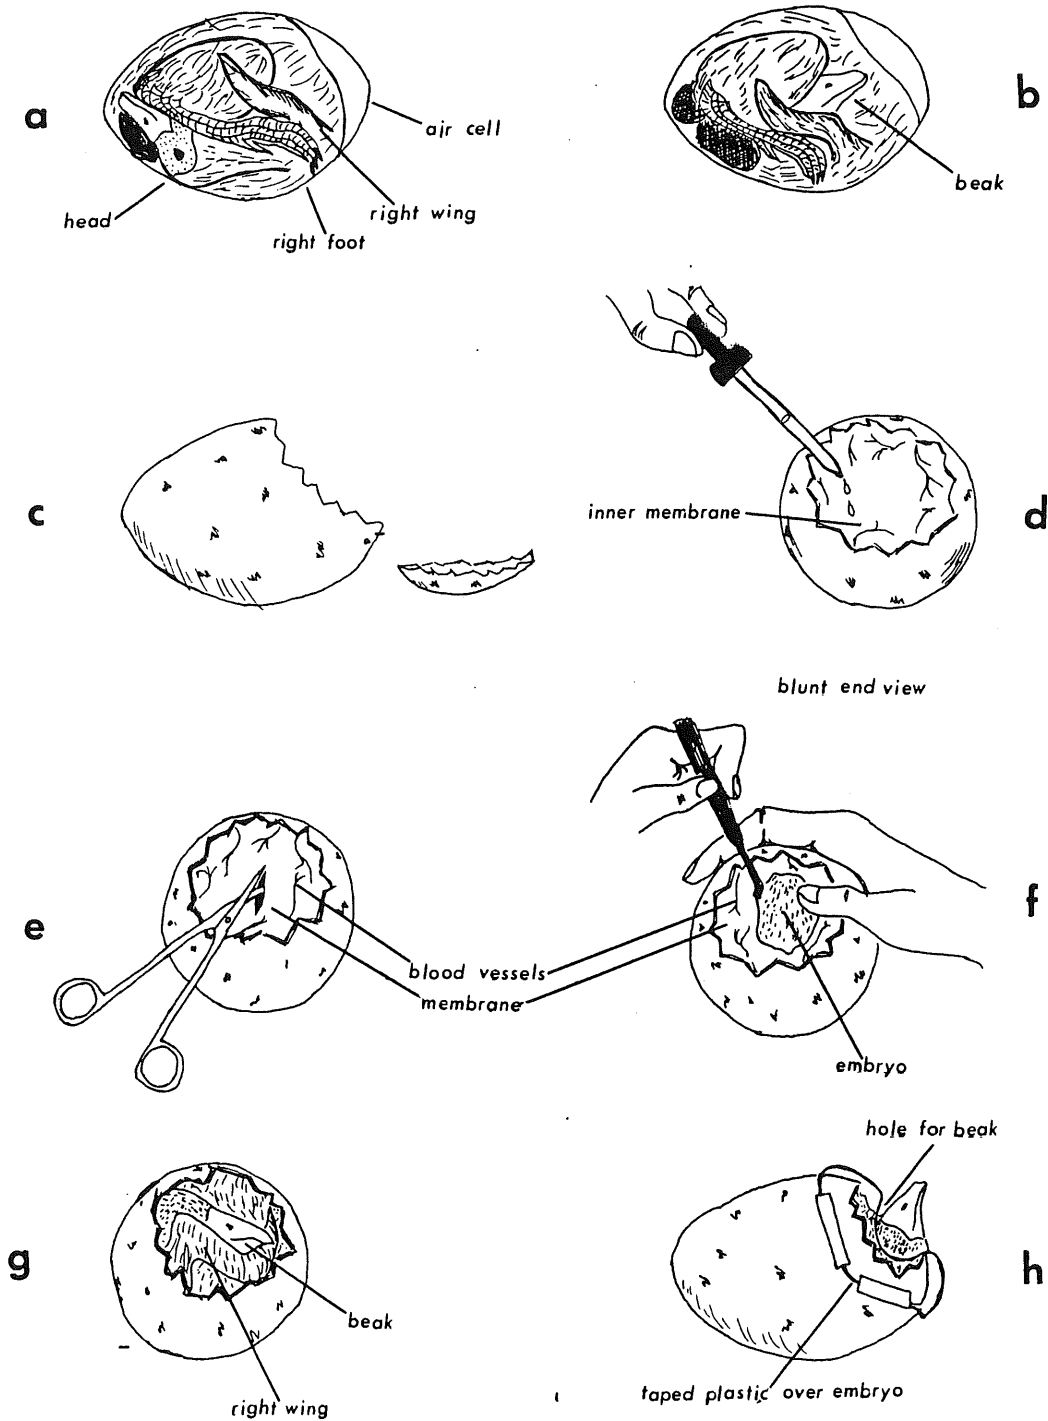 a
b
air cell
beak
head
right wing
right foot
c
d
inner membrane
blunt end view
e
f
blood vessels
membrane
embryo
hole for beak
g
h
beak
taped plastic over embryo
right wing